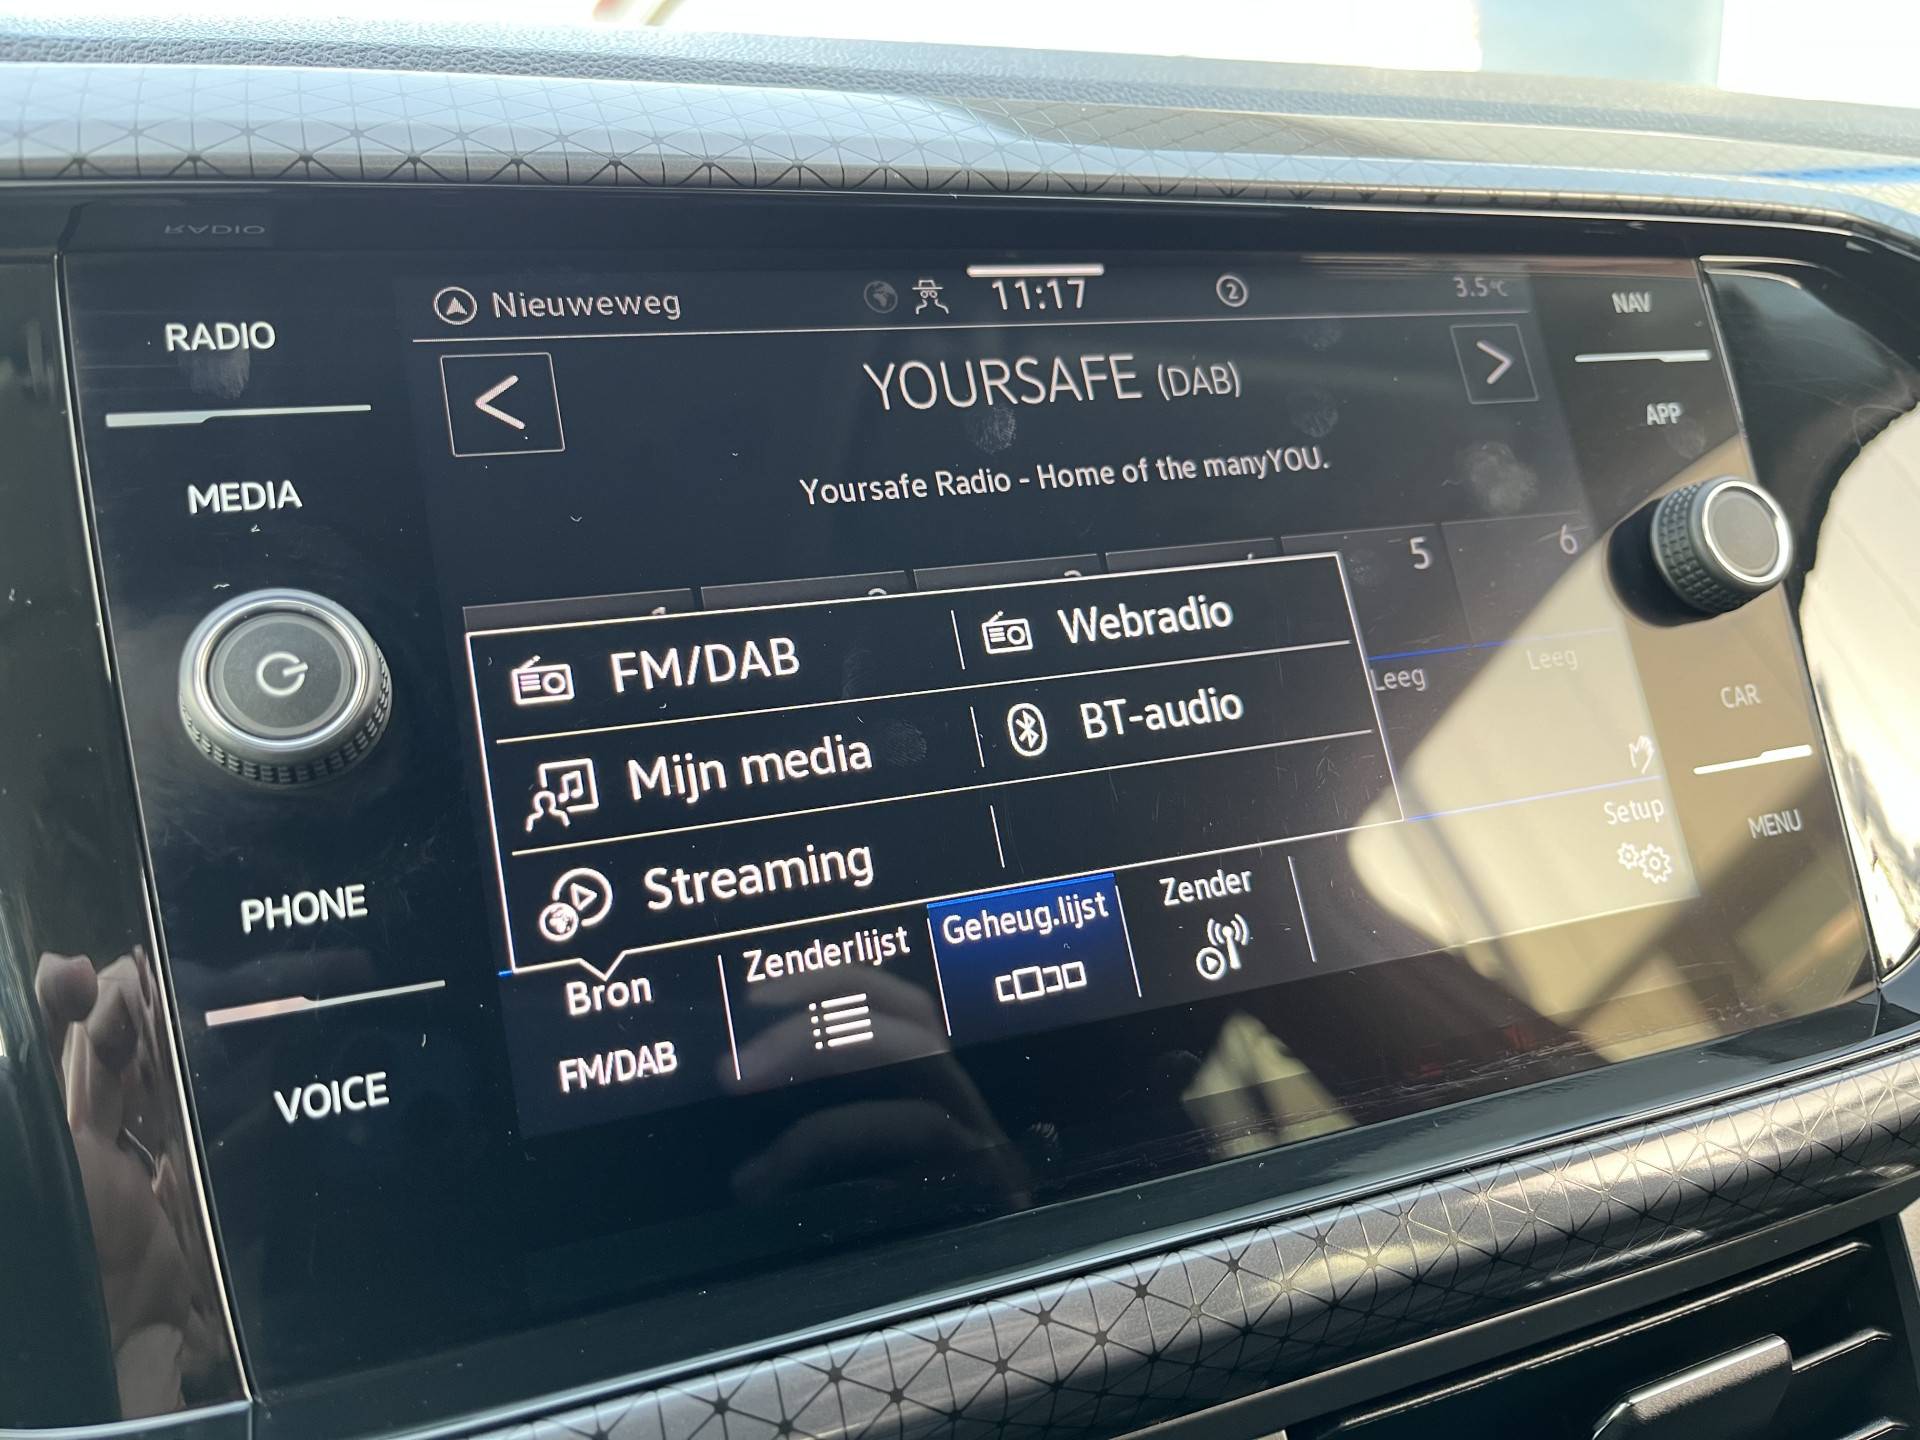 RADIO
MEDIA
PHONE
VOICE
Nieuweweg
11:17
2
3.5°C
YOURSAFE (DAB)
Yoursafe Radio - Home of the manyYOU.
5
6
FM/DAB
Webradio
Mijn media
BT-audio
Streaming
Leeg
Leeg
Setup
Bron
FM/DAB
Zenderlijst
Geheug.lijst
Zender
NAV
APP
CAR
MENU